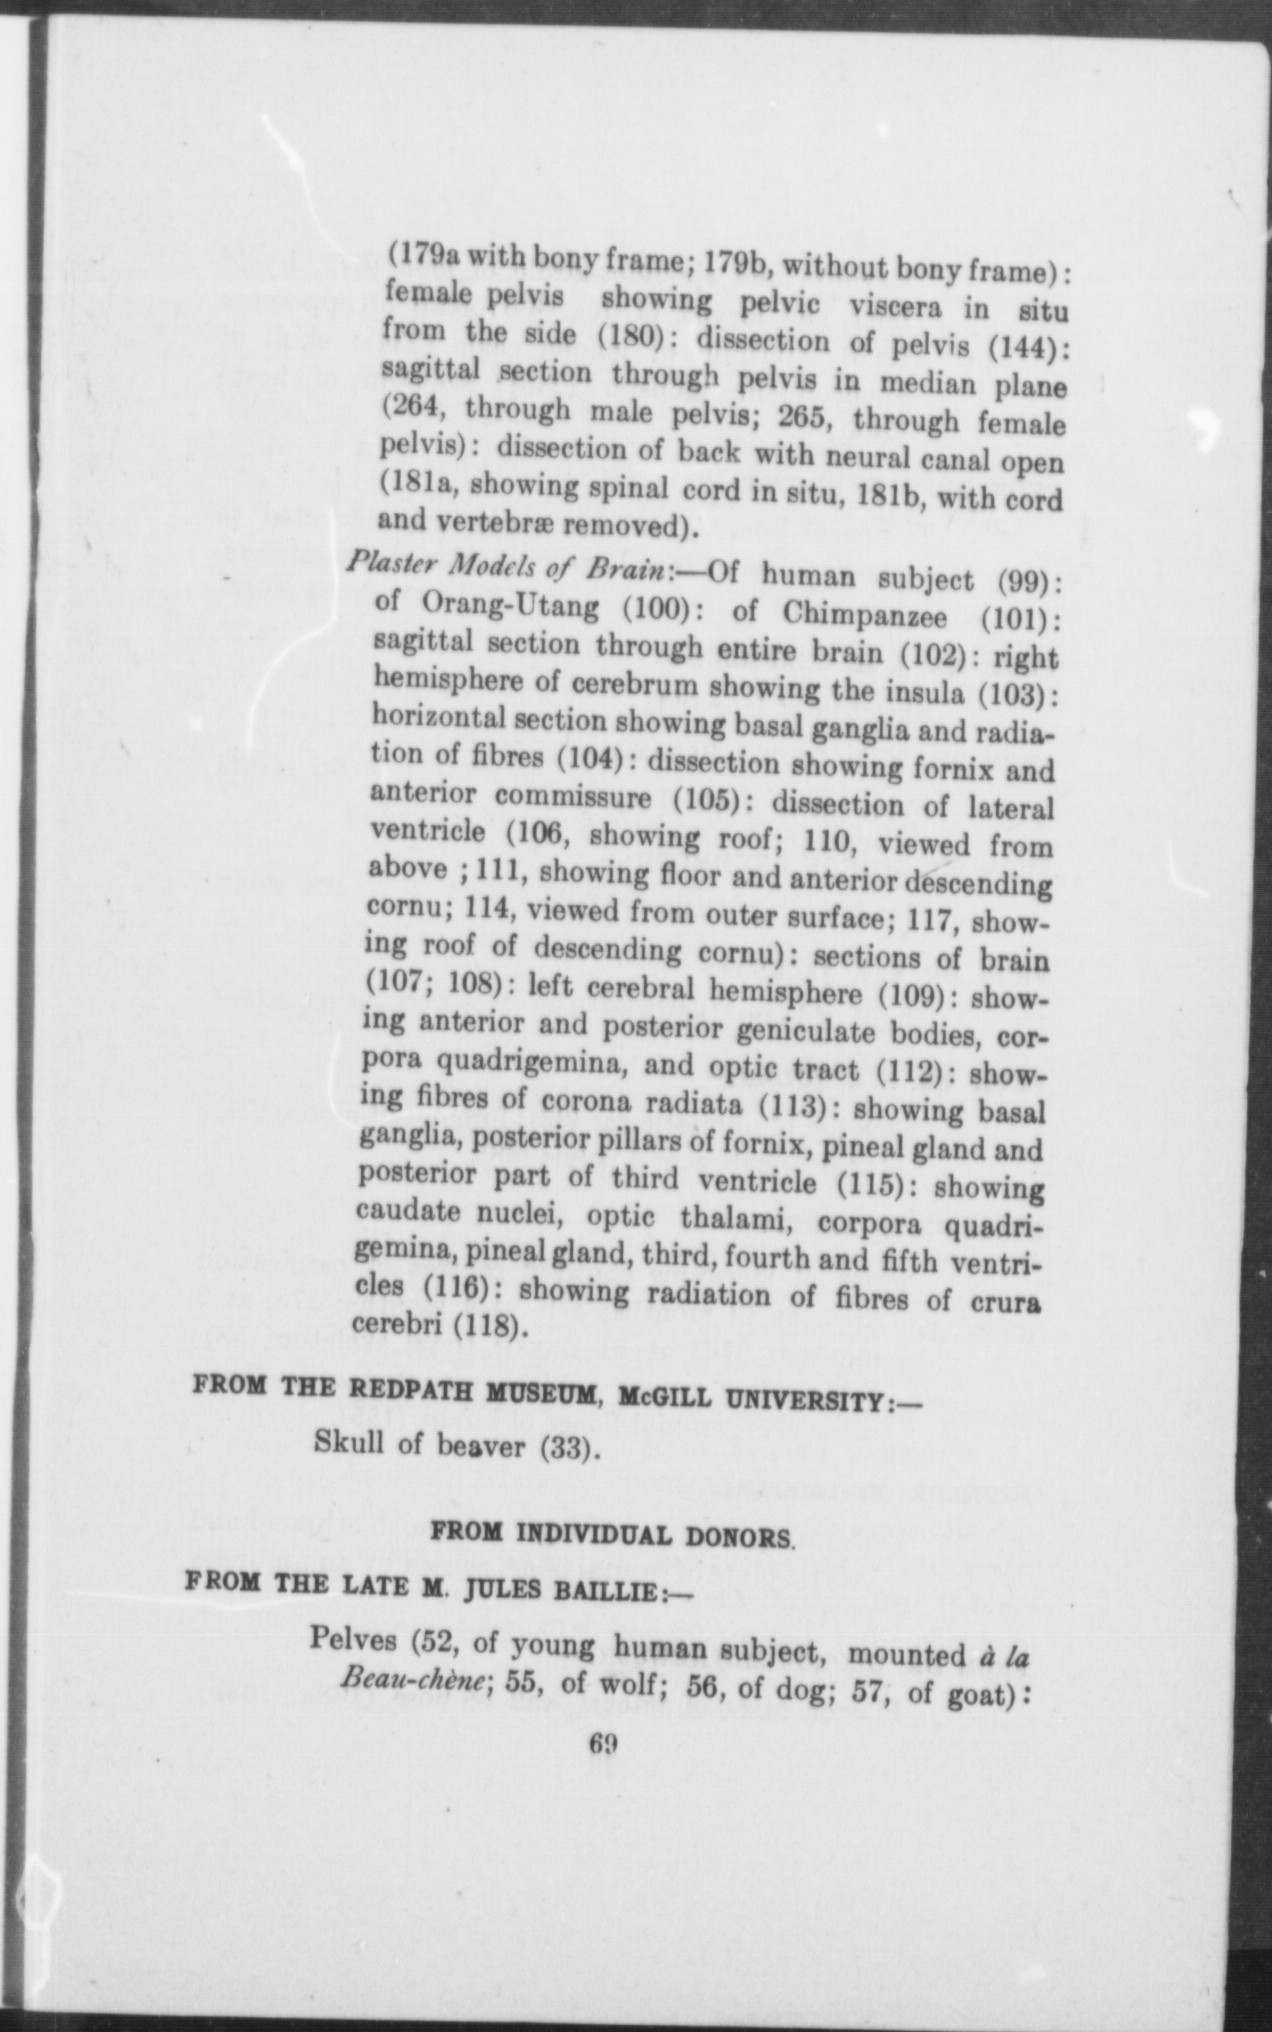 (179a with bony frame; 179b, without bony frame):
female pelvis showing pelvic viscera in situ
from the side (180): dissection of pelvis (144):
sagittal section through pelvis in median plane
(264, through male pelvis; 265, through female
pelvis): dissection of back with neural canal open
(181a, showing spinal cord in situ, 181b, with cord
and vertebræ removed).
Plaster Models of Brain:—Of human subject (99):
of Orang-Utang (100): of Chimpanzee (101):
sagittal section through entire brain (102): right
hemisphere of cerebrum showing the insula (103):
horizontal section showing basal ganglia and radia-
tion of fibres (104): dissection showing fornix and
anterior commissure (105): dissection of lateral
ventricle (106, showing roof; 110, viewed from
above ; 111, showing floor and anterior descending
cornu; 114, viewed from outer surface; 117, show-
ing roof of descending cornu): sections of brain
(107; 108): left cerebral hemisphere (109): show-
ing anterior and posterior geniculate bodies, cor-
pora quadrigemina, and optic tract (112): show-
ing fibres of corona radiata (113): showing basal
ganglia, posterior pillars of fornix, pineal gland and
posterior part of third ventricle (115): showing
caudate nuclei, optic thalami, corpora quadri-
gemina, pineal gland, third, fourth and fifth ventri-
cles (116): showing radiation of fibres of crura
cerebri (118).
FROM THE REDPATH MUSEUM, McGILL UNIVERSITY:—
Skull of beaver (33).
FROM INDIVIDUAL DONORS.
FROM THE LATE M. JULES BAILLIE:—
Pelves (52, of young human subject, mounted à la
Beau-chène; 55, of wolf; 56, of dog; 57, of goat):
69